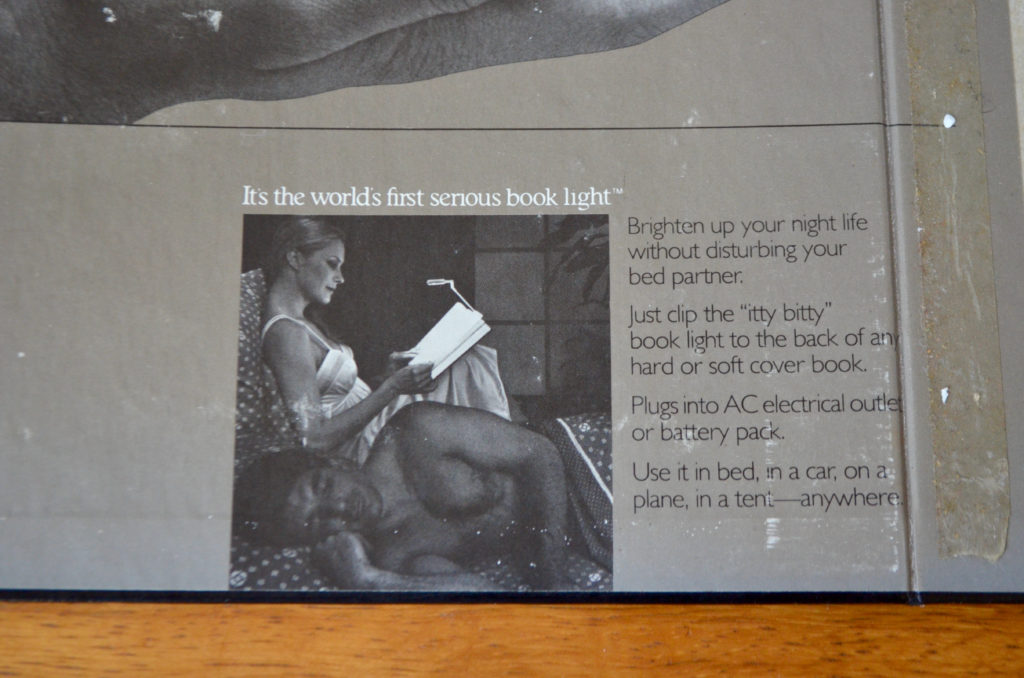 It's the world's first serious book light™
Brighten up your night life
without disturbing your
bed partner.
Just clip the “itty bitty”
book light to the back of any
hard or soft cover book.
Plugs into AC electrical outlet
or battery pack.
Use it in bed, in a car, on a
plane, in a tent—anywhere.